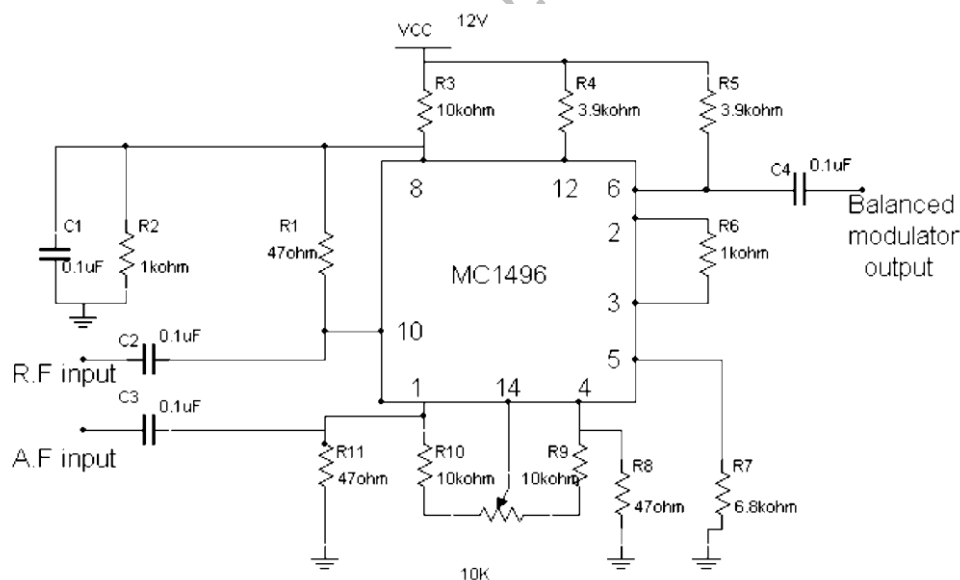 12V
VCC
R3
10kohm
R4
3.9kohm
R5
3.9kohm
8
12
6
C4
0.1uF
Balanced
modulator
output
C1
0.1uF
R2
1kohm
R1
47ohm
2
R6
1kohm
MC1496
3
10
C2
0.1uF
R.F input
5
1
14
4
C3
0.1uF
A.F input
R11
47ohm
R10
10kohm
R9
10kohm
R8
47ohm
R7
6.8kohm
10K